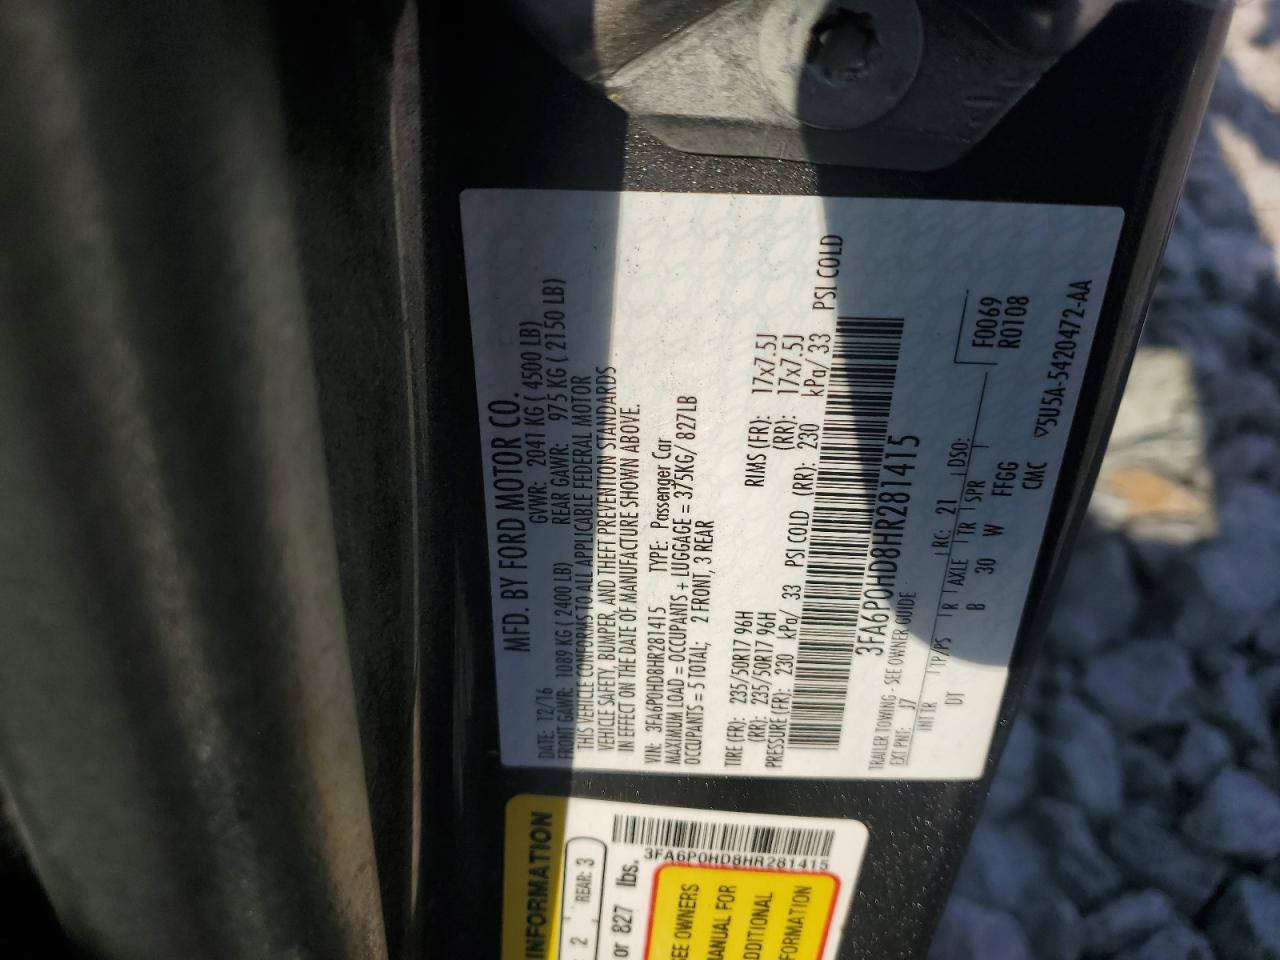 MFD. BY FORD MOTOR CO.
DATE: 12/16 GVWR: 2041 KG ( 4500 LB)
FRONT GAWR: 1089 KG ( 2400 LB) REAR GAWR: 975 KG ( 2150 LB)
THIS VEHICLE CONFORMS TO ALL APPLICABLE FEDERAL MOTOR
VEHICLE SAFETY, BUMPER, AND THEFT PREVENTION STANDARDS
IN EFFECT ON THE DATE OF MANUFACTURE SHOWN ABOVE.
VIN: 3FA6P0HD8HR281415 TYPE: Passenger Car
MAXIMUM LOAD = OCCUPANTS + LUGGAGE = 375KG/ 827LB
OCCUPANTS = 5 TOTAL; 2 FRONT, 3 REAR
TIRE (FR): 235/50R17 96H RIMS (FR): 17x7.5J
(RR): 235/50R17 96H (RR): 17x7.5J
PRESSURE (FR): 230 kPa/ 33 PSI COLD (RR): 230 kPa/ 33 PSI COLD
3FA6P0HD8HR281415
TRAILER TOWING - SEE OWNER GUIDE
EXT PNT: J7 RC: 21 DSO:
INT TR TP/PS R AXLE TR SPR
DT B 30 W FFGG
CMC
F0069
R0108
▽5U5A-5420472-AA
INFORMATION
2 REAR: 3
or 827 lbs.
3FA6P0HD8HR281415
SEE OWNERS
MANUAL FOR
ADDITIONAL
FORMATION